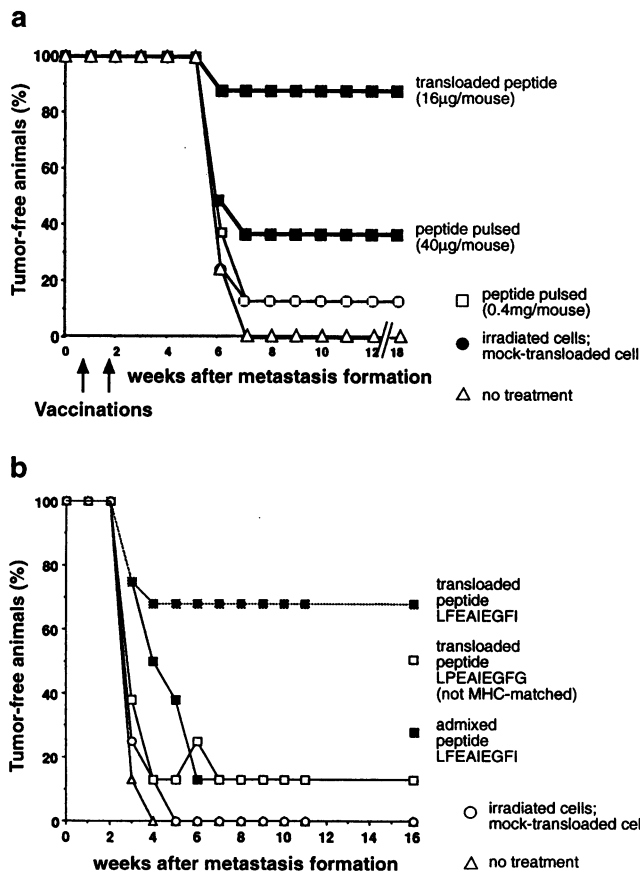 a
Tumor-free animals (%)
100
80
60
40
20
0
0 2 4 6 8 10 12 18
weeks after metastasis formation
Vaccinations
transloaded peptide
(16μg/mouse)
peptide pulsed
(40μg/mouse)
peptide pulsed
(0.4mg/mouse)
irradiated cells;
mock-transloaded cell
no treatment
b
Tumor-free animals (%)
100
80
60
40
20
0
0 2 4 6 8 10 12 14 16
weeks after metastasis formation
transloaded
peptide
LFEAIEGFI
transloaded
peptide
LPEAIEGFG
(not MHC-matched)
admixed
peptide
LFEAIEGFI
irradiated cells;
mock-transloaded cell
no treatment